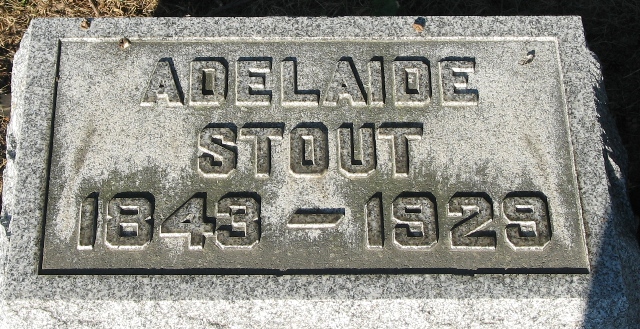 ADELAIDE
STOUT
1843 – 1929